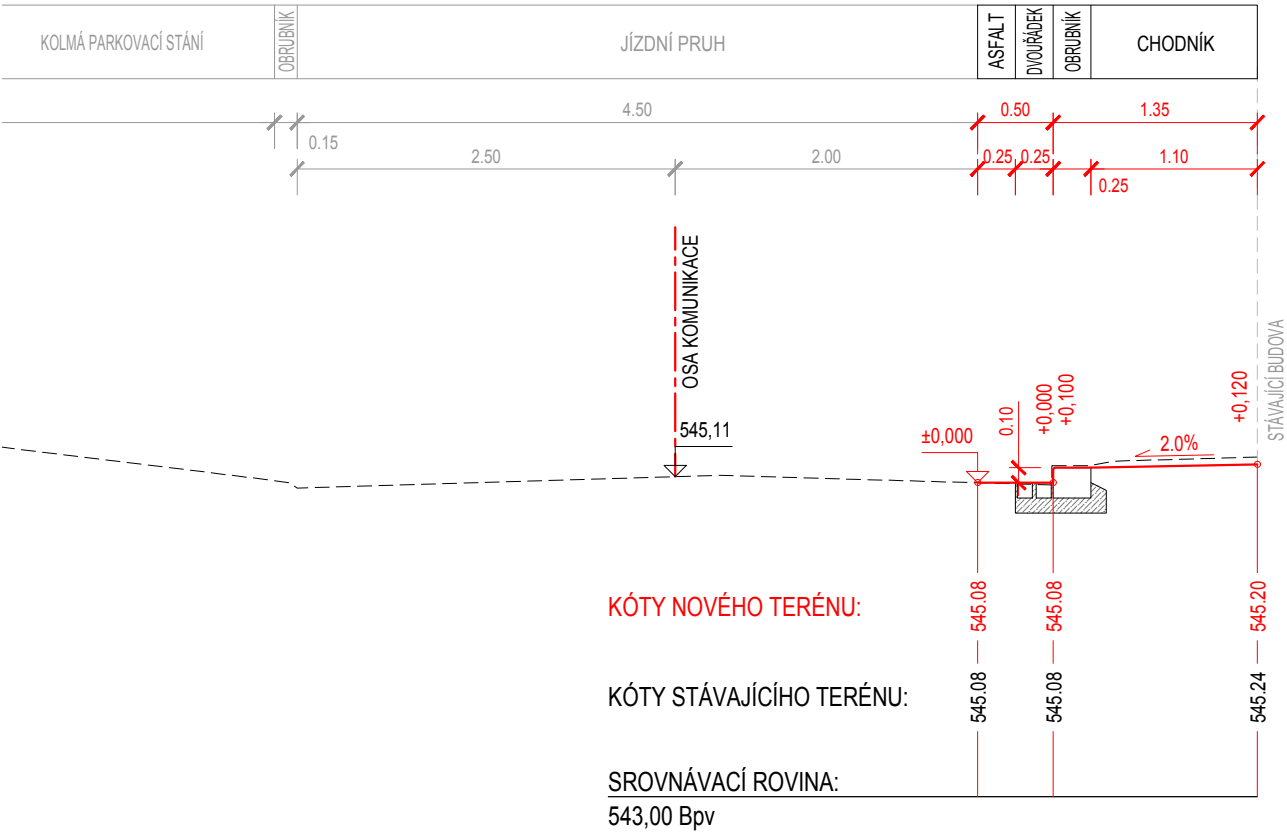 KOLMÁ PARKOVACÍ STÁNÍ
OBRUBNÍK
JÍZDNÍ PRUH
ASFALT
DVOUŘÁDEK
OBRUBNÍK
CHODNÍK
4.50
0.50
1.35
0.15
2.50
2.00
0.25
0.25
1.10
0.25
OSA KOMUNIKACE
545,11
±0,000
0.10
+0,000
+0,100
2.0%
+0,120
STÁVAJÍCÍ BUDOVA
KÓTY NOVÉHO TERÉNU:
545.08
545.08
545.20
KÓTY STÁVAJÍCÍHO TERÉNU:
545.08
545.08
545.24
SROVNÁVACÍ ROVINA:
543,00 Bpv